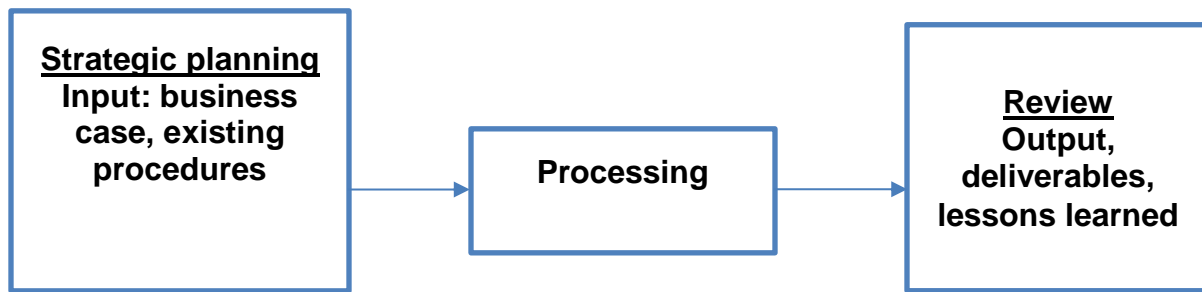 Strategic planning
Input: business
case, existing
procedures
Processing
Review
Output,
deliverables,
lessons learned